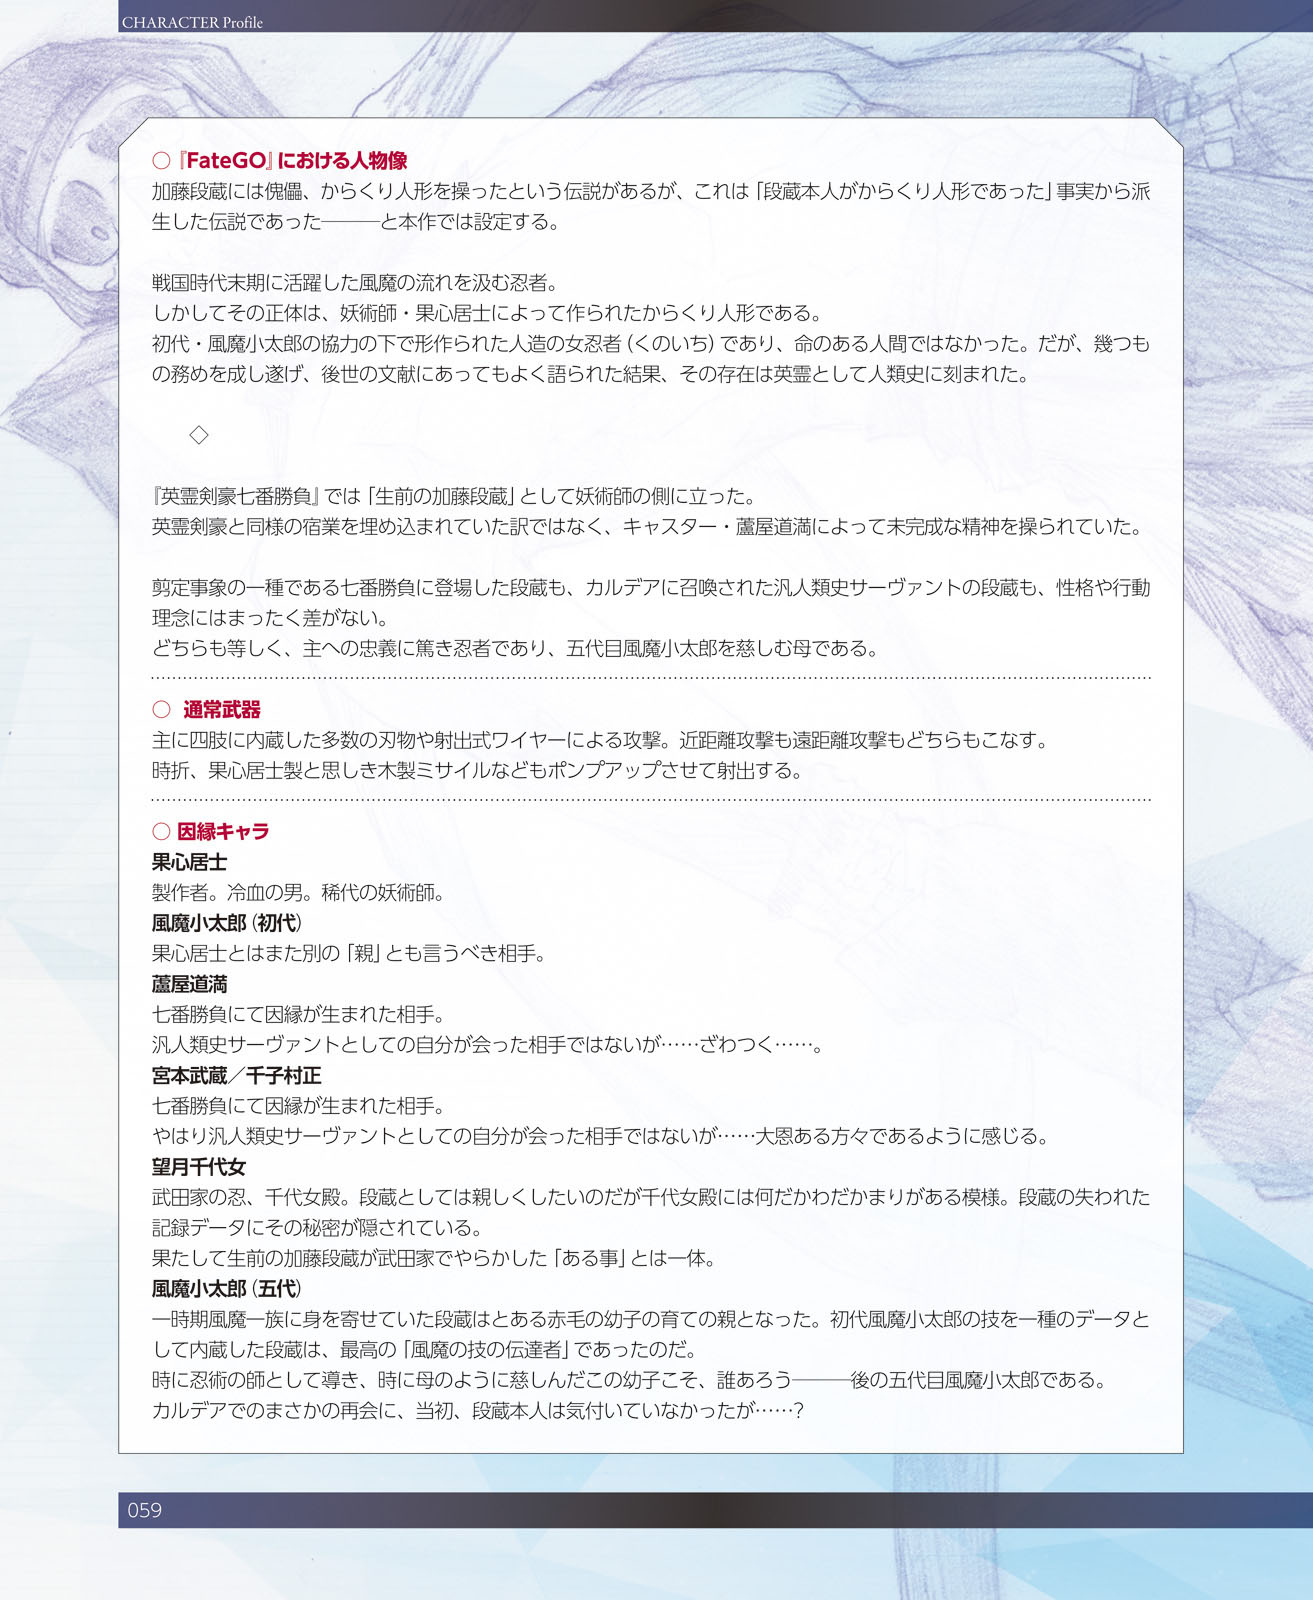 CHARACTER Profile
○『FateGO』における人物像
加藤段蔵には傀儡、からくり人形を操ったという伝説があるが、これは「段蔵本人がからくり人形であった」事実から派
生した伝説であった───と本作では設定する。
戦国時代末期に活躍した風魔の流れを汲む忍者。
しかしてその正体は、妖術師・果心居士によって作られたからくり人形である。
初代・風魔小太郎の協力の下で形作られた人造の女忍者（くのいち）であり、命のある人間ではなかった。だが、幾つも
の務めを成し遂げ、後世の文献にあってもよく語られた結果、その存在は英霊として人類史に刻まれた。
◇
『英霊剣豪七番勝負』では「生前の加藤段蔵」として妖術師の側に立った。
英霊剣豪と同様の宿業を埋め込まれていた訳ではなく、キャスター・蘆屋道満によって未完成な精神を操られていた。
剪定事象の一種である七番勝負に登場した段蔵も、カルデアに召喚された汎人類史サーヴァントの段蔵も、性格や行動
理念にはまったく差がない。
どちらも等しく、主への忠義に篤き忍者であり、五代目風魔小太郎を慈しむ母である。
○ 通常武器
主に四肢に内蔵した多数の刃物や射出式ワイヤーによる攻撃。近距離攻撃も遠距離攻撃もどちらもこなす。
時折、果心居士製と思しき木製ミサイルなどもポンプアップさせて射出する。
○ 因縁キャラ
果心居士
製作者。冷血の男。稀代の妖術師。
風魔小太郎（初代）
果心居士とはまた別の「親」とも言うべき相手。
蘆屋道満
七番勝負にて因縁が生まれた相手。
汎人類史サーヴァントとしての自分が会った相手ではないが……ざわつく……。
宮本武蔵／千子村正
七番勝負にて因縁が生まれた相手。
やはり汎人類史サーヴァントとしての自分が会った相手ではないが……大恩ある方々であるように感じる。
望月千代女
武田家の忍、千代女殿。段蔵としては親しくしたいのだが千代女殿には何だかわだかまりがある模様。段蔵の失われた
記録データにその秘密が隠されている。
果たして生前の加藤段蔵が武田家でやらかした「ある事」とは一体。
風魔小太郎（五代）
一時期風魔一族に身を寄せていた段蔵はとある赤毛の幼子の育ての親となった。初代風魔小太郎の技を一種のデータと
して内蔵した段蔵は、最高の「風魔の技の伝達者」であったのだ。
時に忍術の師として導き、時に母のように慈しんだこの幼子こそ、誰あろう───後の五代目風魔小太郎である。
カルデアでのまさかの再会に、当初、段蔵本人は気付いていなかったが……？
059